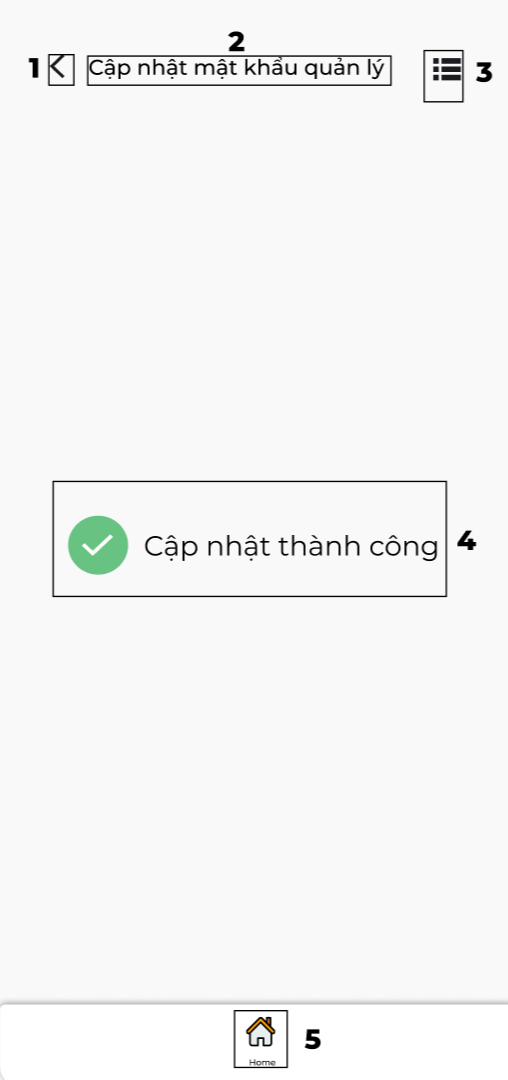 2
1 Cập nhật mật khẩu quản lý 3
Cập nhật thành công 4
5
Home